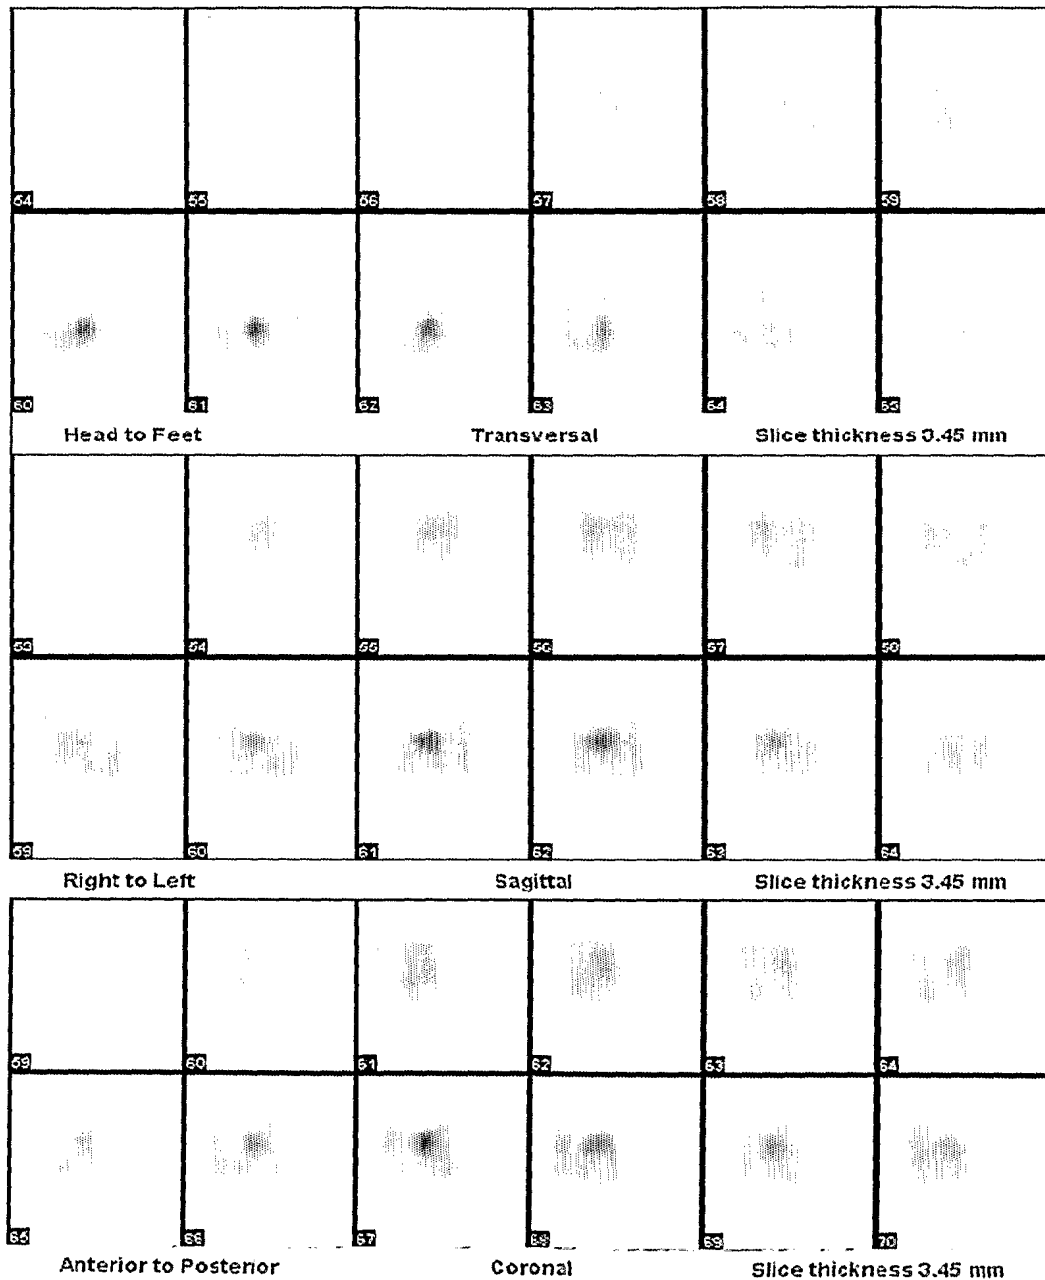 54 55 56 57 58 59
60 61 62 63 64 65
Head to Feet Transversal Slice thickness 3.45 mm
53 54 55 56 57 58
59 60 61 62 63 64
Right to Left Sagittal Slice thickness 3.45 mm
59 60 61 62 63 64
65 66 67 68 69 70
Anterior to Posterior Coronal Slice thickness 3.45 mm